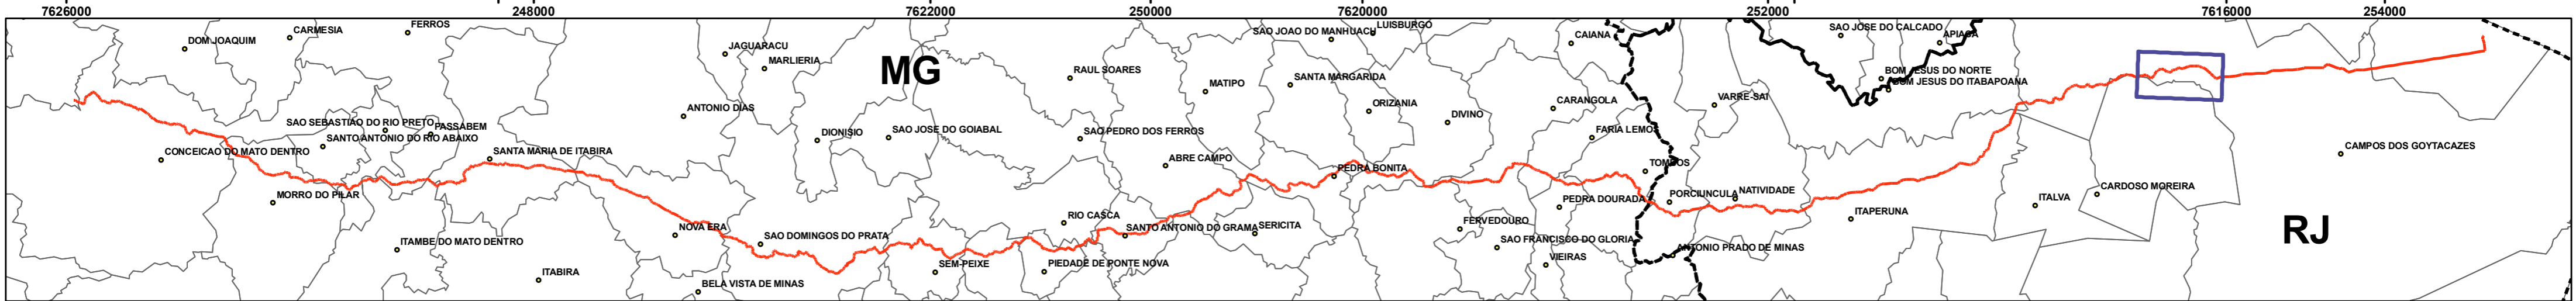 7626000 248000 7622000 250000 7620000 252000 7616000 254000
DOM JOAQUIM
CARMESIA
FERROS
JAGUARACU
MARLIERIA
MG
RAUL SOARES
MATIPO
SAO JOAO DO MANHUACU
LUISBURGO
SANTA MARGARIDA
ORIZANIA
DIVINO
CAIANA
CARANGOLA
FARIA LEMOS
VARRE-SAI
SAO JOSE DO CALCADO
APIACA
BOM JESUS DO NORTE
BOM JESUS DO ITABAPOANA
SAO SEBASTIAO DO RIO PRETO
PASSABEM
SANTO ANTONIO DO RIO ABAIXO
CONCEICAO DO MATO DENTRO
SANTA MARIA DE ITABIRA
ANTONIO DIAS
DIONISIO
SAO JOSE DO GOIABAL
SAO PEDRO DOS FERROS
ABRE CAMPO
PEDRA BONITA
TOMBOS
CAMPOS DOS GOYTACAZES
MORRO DO PILAR
PEDRA DOURADA
PORCIUNCULA
NATIVIDADE
ITAPERUNA
ITALVA
CARDOSO MOREIRA
RJ
ITAMBE DO MATO DENTRO
ITABIRA
NOVA ERA
SAO DOMINGOS DO PRATA
BELA VISTA DE MINAS
SEM-PEIXE
RIO CASCA
SANTO ANTONIO DO GRAMA
SERICITA
PIEDADE DE PONTE NOVA
FERVEDOURO
SAO FRANCISCO DO GLORIA
VIEIRAS
ANTONIO PRADO DE MINAS